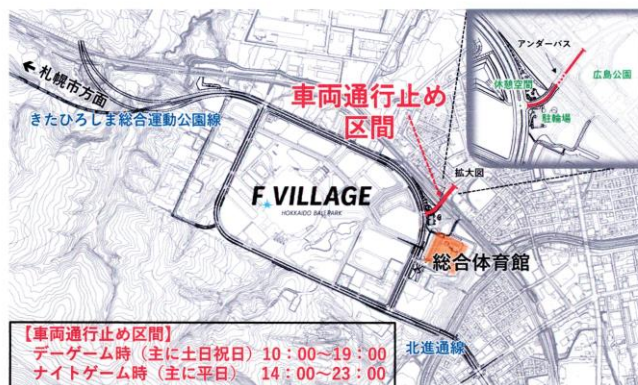 アンダーパス
広島公園
休憩空間
駐輪場
札幌市方面
きたひろしま総合運動公園線
車両通行止め
区間
拡大図
F VILLAGE
HOKKAIDO BALLPARK
総合体育館
北進通線
【車両通行止め区間】
デーゲーム時（主に土日祝日）10：00～19：00
ナイトゲーム時（主に平日） 14：00～23：00